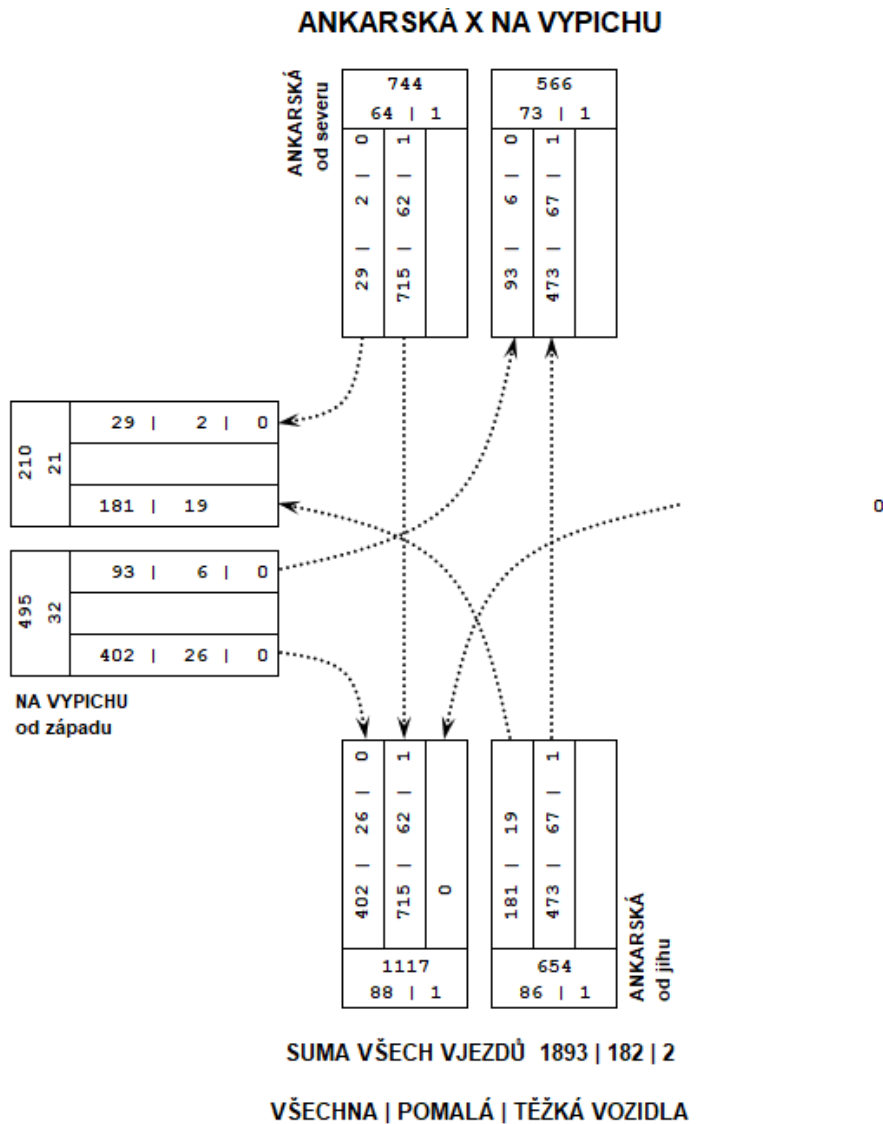 ANKARSKÁ X NA VYPICHU
ANKARSKÁ
od severu
744
64 | 1
29 | 2 | 0
715 | 62 | 1
566
73 | 1
93 | 6 | 0
473 | 67 | 1
210
21
29 | 2 | 0
181 | 19
0
495
32
93 | 6 | 0
402 | 26 | 0
NA VYPICHU
od západu
402 | 26 | 0
715 | 62 | 1
0
1117
88 | 1
181 | 19
473 | 67 | 1
654
86 | 1
ANKARSKÁ
od jihu
SUMA VŠECH VJEZDŮ 1893 | 182 | 2
VŠECHNA | POMALÁ | TĚŽKÁ VOZIDLA